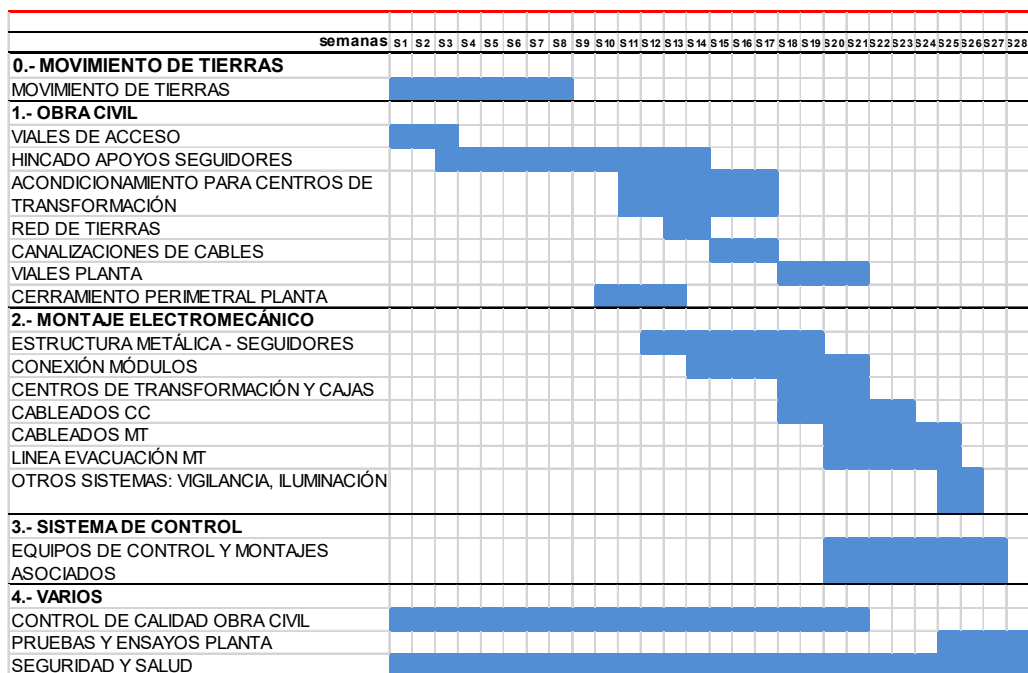 semanas S1 S2 S3 S4 S5 S6 S7 S8 S9 S10 S11 S12 S13 S14 S15 S16 S17 S18 S19 S20 S21 S22 S23 S24 S25 S26 S27 S28
0.- MOVIMIENTO DE TIERRAS
MOVIMIENTO DE TIERRAS
1.- OBRA CIVIL
VIALES DE ACCESO
HINCADO APOYOS SEGUIDORES
ACONDICIONAMIENTO PARA CENTROS DE
TRANSFORMACIÓN
RED DE TIERRAS
CANALIZACIONES DE CABLES
VIALES PLANTA
CERRAMIENTO PERIMETRAL PLANTA
2.- MONTAJE ELECTROMECÁNICO
ESTRUCTURA METÁLICA - SEGUIDORES
CONEXIÓN MÓDULOS
CENTROS DE TRANSFORMACIÓN Y CAJAS
CABLEADOS CC
CABLEADOS MT
LINEA EVACUACIÓN MT
OTROS SISTEMAS: VIGILANCIA, ILUMINACIÓN
3.- SISTEMA DE CONTROL
EQUIPOS DE CONTROL Y MONTAJES
ASOCIADOS
4.- VARIOS
CONTROL DE CALIDAD OBRA CIVIL
PRUEBAS Y ENSAYOS PLANTA
SEGURIDAD Y SALUD